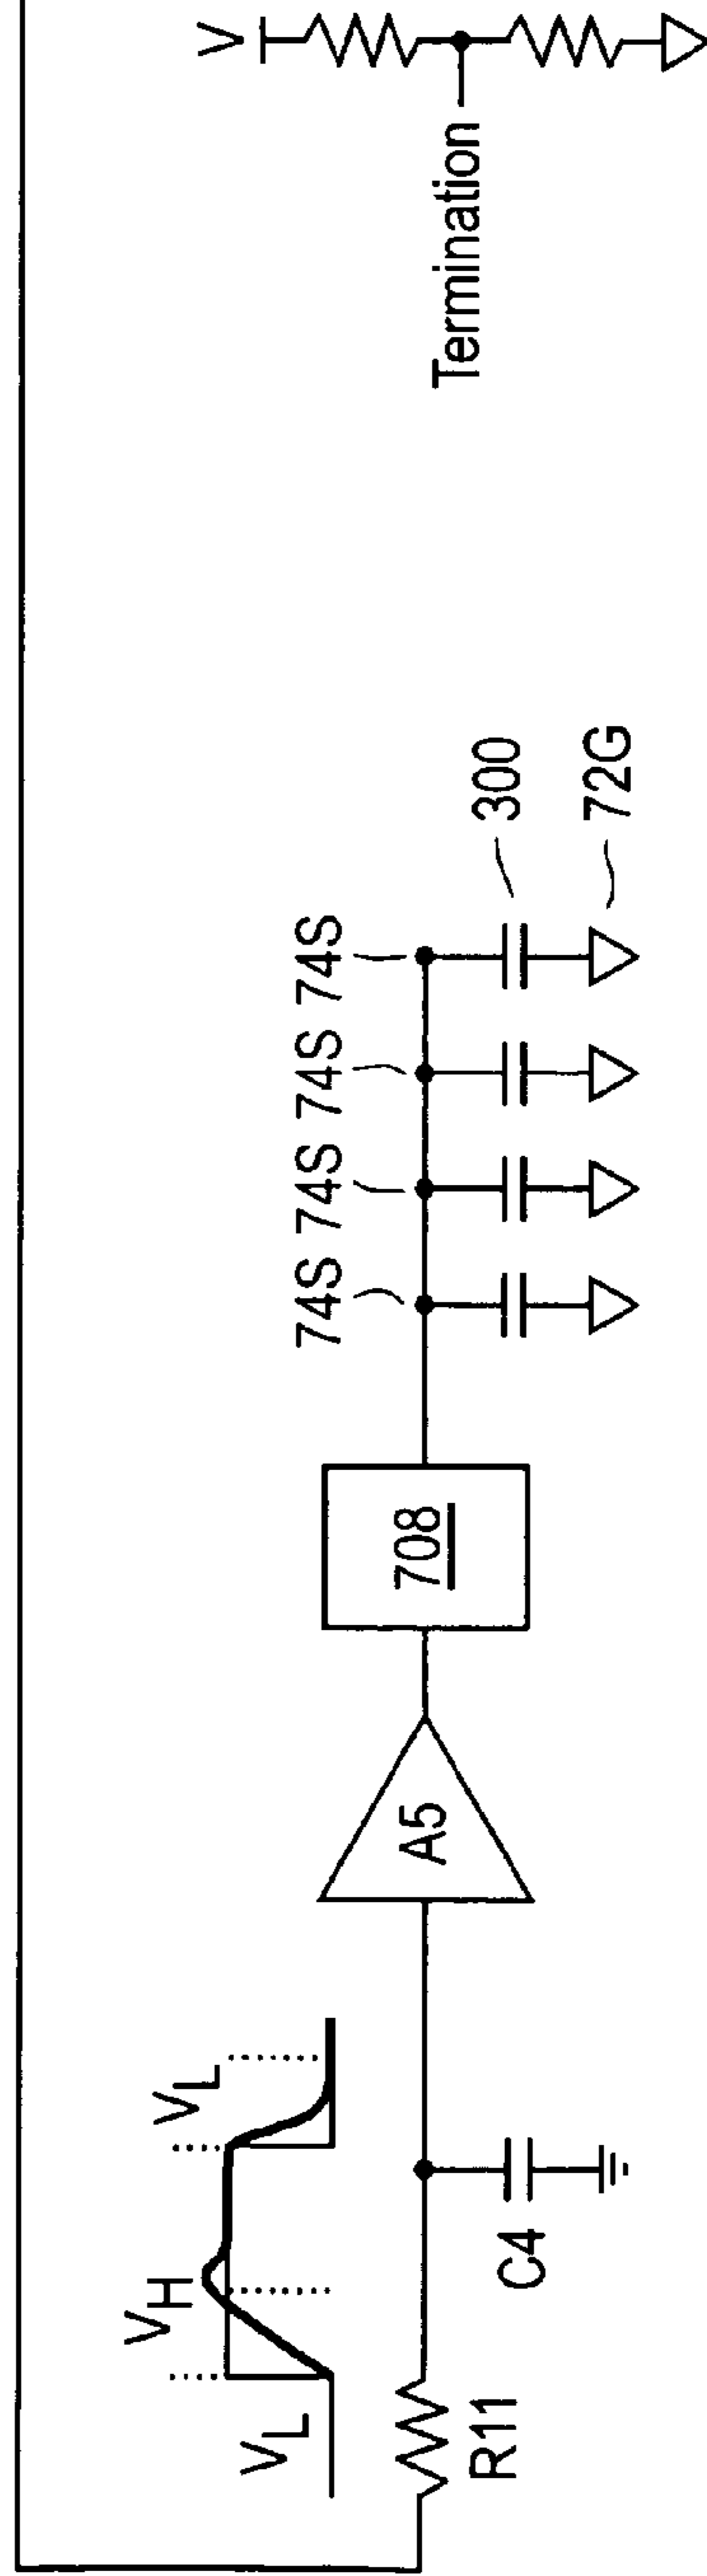 V_L V_H V_L
R11
C4
A5
708
74S 74S 74S 74S
300
72G
Termination
V